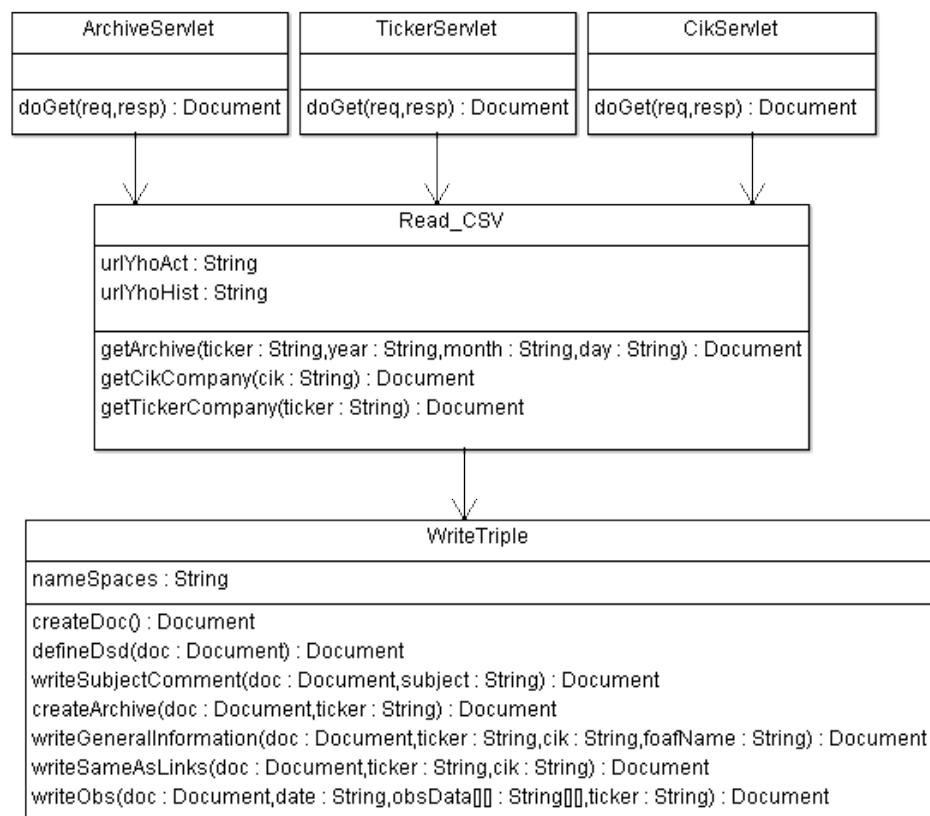 ArchiveServlet
doGet(req,resp) : Document
TickerServlet
doGet(req,resp) : Document
CikServlet
doGet(req,resp) : Document
Read_CSV
urlYhoAct : String
urlYhoHist : String
getArchive(ticker : String,year : String,month : String,day : String) : Document
getCikCompany(cik : String) : Document
getTickerCompany(ticker : String) : Document
WriteTriple
nameSpaces : String
createDoc() : Document
defineDsd(doc : Document) : Document
writeSubjectComment(doc : Document,subject : String) : Document
createArchive(doc : Document,ticker : String) : Document
writeGeneralInformation(doc : Document,ticker : String,cik : String,foafName : String) : Document
writeSameAsLinks(doc : Document,ticker : String,cik : String) : Document
writeObs(doc : Document,date : String,obsData[][] : String[][],ticker : String) : Document